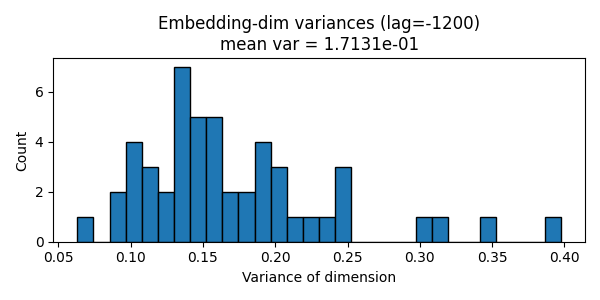 Embedding-dim variances (lag=-1200)
mean var = 1.7131e-01
Count
6
4
2
0
0.05 0.10 0.15 0.20 0.25 0.30 0.35 0.40
Variance of dimension